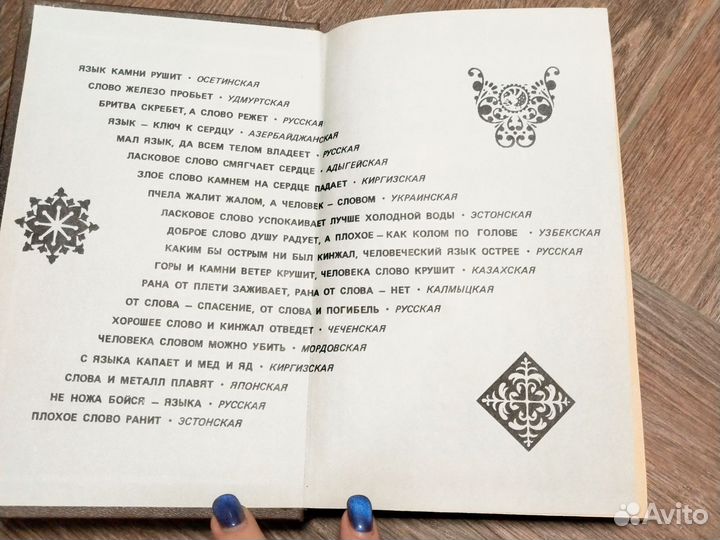 ЯЗЫК КАМНИ РУШИТ • ОСЕТИНСКАЯ
СЛОВО ЖЕЛЕЗО ПРОБЬЕТ • УДМУРТСКАЯ
БРИТВА СКРЕБЕТ, А СЛОВО РЕЖЕТ • РУССКАЯ
ЯЗЫК — КЛЮЧ К СЕРДЦУ • АЗЕРБАЙДЖАНСКАЯ
МАЛ ЯЗЫК, ДА ВСЕМ ТЕЛОМ ВЛАДЕЕТ • РУССКАЯ
ЛАСКОВОЕ СЛОВО СМЯГЧАЕТ СЕРДЦЕ • АДЫГЕЙСКАЯ
ЗЛОЕ СЛОВО КАМНЕМ НА СЕРДЦЕ ПАДАЕТ • КИРГИЗСКАЯ
ПЧЕЛА ЖАЛИТ ЖАЛОМ, А ЧЕЛОВЕК — СЛОВОМ • УКРАИНСКАЯ
ЛАСКОВОЕ СЛОВО УСПОКАИВАЕТ ЛУЧШЕ ХОЛОДНОЙ ВОДЫ • ЭСТОНСКАЯ
ДОБРОЕ СЛОВО ДУШУ РАДУЕТ, А ПЛОХОЕ — КАК КОЛОМ ПО ГОЛОВЕ • УЗБЕКСКАЯ
КАКИМ БЫ ОСТРЫМ НИ БЫЛ КИНЖАЛ, ЧЕЛОВЕЧЕСКИЙ ЯЗЫК ОСТРЕЕ • РУССКАЯ
ГОРЫ И КАМНИ ВЕТЕР КРУШИТ, ЧЕЛОВЕКА СЛОВО КРУШИТ • КАЗАХСКАЯ
РАНА ОТ ПЛЕТИ ЗАЖИВАЕТ, РАНА ОТ СЛОВА — НЕТ • КАЛМЫЦКАЯ
ОТ СЛОВА — СПАСЕНИЕ, ОТ СЛОВА И ПОГИБЕЛЬ • РУССКАЯ
ХОРОШЕЕ СЛОВО И КИНЖАЛ ОТВЕДЕТ • ЧЕЧЕНСКАЯ
ЧЕЛОВЕКА СЛОВОМ МОЖНО УБИТЬ • МОРДОВСКАЯ
С ЯЗЫКА КАПАЕТ И МЕД И ЯД • КИРГИЗСКАЯ
СЛОВА И МЕТАЛЛ ПЛАВЯТ • ЯПОНСКАЯ
НЕ НОЖА БОЙСЯ — ЯЗЫКА • РУССКАЯ
ПЛОХОЕ СЛОВО РАНИТ • ЭСТОНСКАЯ
Avito